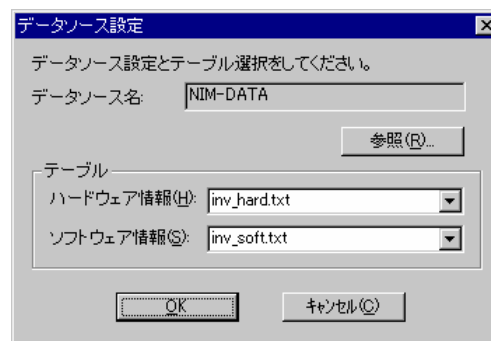 データソース設定
データソース設定とテーブル選択をしてください。
データソース名: NIM-DATA
参照(R)...
テーブル
ハードウェア情報(H): inv_hard.txt
ソフトウェア情報(S): inv_soft.txt
OK キャンセル(C)